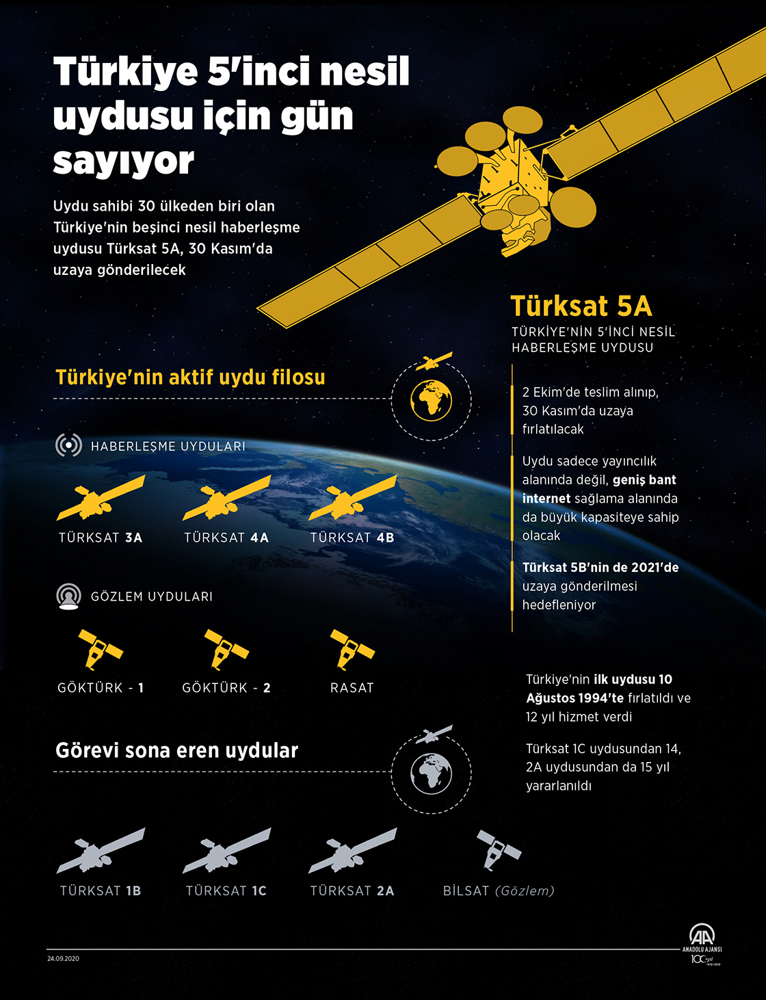 Türkiye 5'inci nesil
uydusu için gün
sayıyor
Uydu sahibi 30 ülkeden biri olan
Türkiye'nin beşinci nesil haberleşme
uydusu Türksat 5A, 30 Kasım'da
uzaya gönderilecek
Türksat 5A
TÜRKİYE'NİN 5'İNCİ NESİL
HABERLEŞME UYDUSU
2 Ekim'de teslim alınıp,
30 Kasım'da uzaya
fırlatılacak
Uydu sadece yayıncılık
alanında değil, geniş bant
internet sağlama alanında
da büyük kapasiteye sahip
olacak
Türksat 5B'nin de 2021'de
uzaya gönderilmesi
hedefleniyor
Türkiye'nin aktif uydu filosu
HABERLEŞME UYDULARI
TÜRKSAT 3A
TÜRKSAT 4A
TÜRKSAT 4B
GÖZLEM UYDULARI
GÖKTÜRK - 1
GÖKTÜRK - 2
RASAT
Türkiye'nin ilk uydusu 10
Ağustos 1994'te fırlatıldı ve
12 yıl hizmet verdi
Türksat 1C uydusundan 14,
2A uydusundan da 15 yıl
yararlanıldı
Görevi sona eren uydular
TÜRKSAT 1B
TÜRKSAT 1C
TÜRKSAT 2A
BİLSAT (Gözlem)
24.09.2020
AA
ANADOLU AJANSI
100.yıl
1920-2020